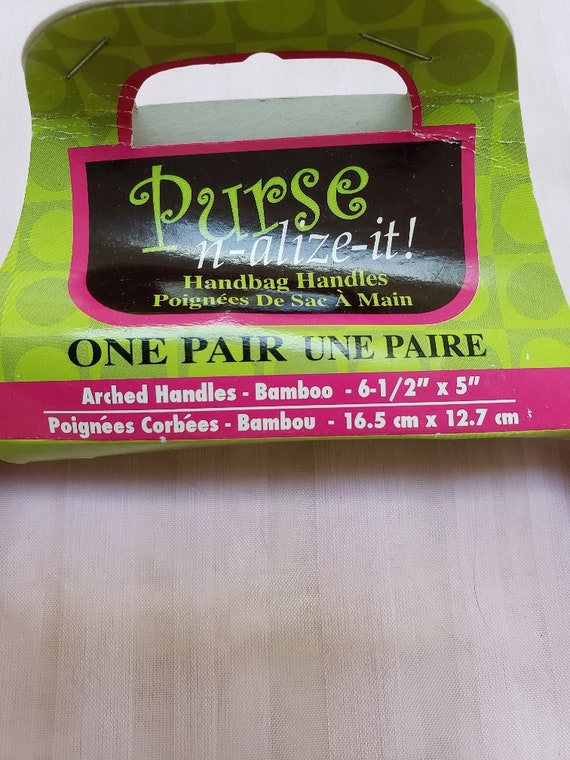 Purse
n-alize-it!
Handbag Handles
Poignées De Sac À Main
ONE PAIR UNE PAIRE
Arched Handles - Bamboo - 6-1/2" x 5"
Poignées Corbées - Bambou - 16.5 cm x 12.7 cm